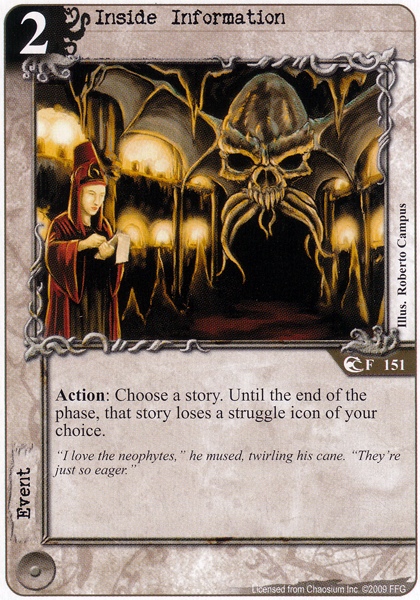 2
Inside Information
Illus. Roberto Campus
F 151
Action: Choose a story. Until the end of the
phase, that story loses a struggle icon of your
choice.
“I love the neophytes,” he mused, twirling his cane. “They’re
just so eager.”
Event
Licensed from Chaosium Inc. ©2009 FFG